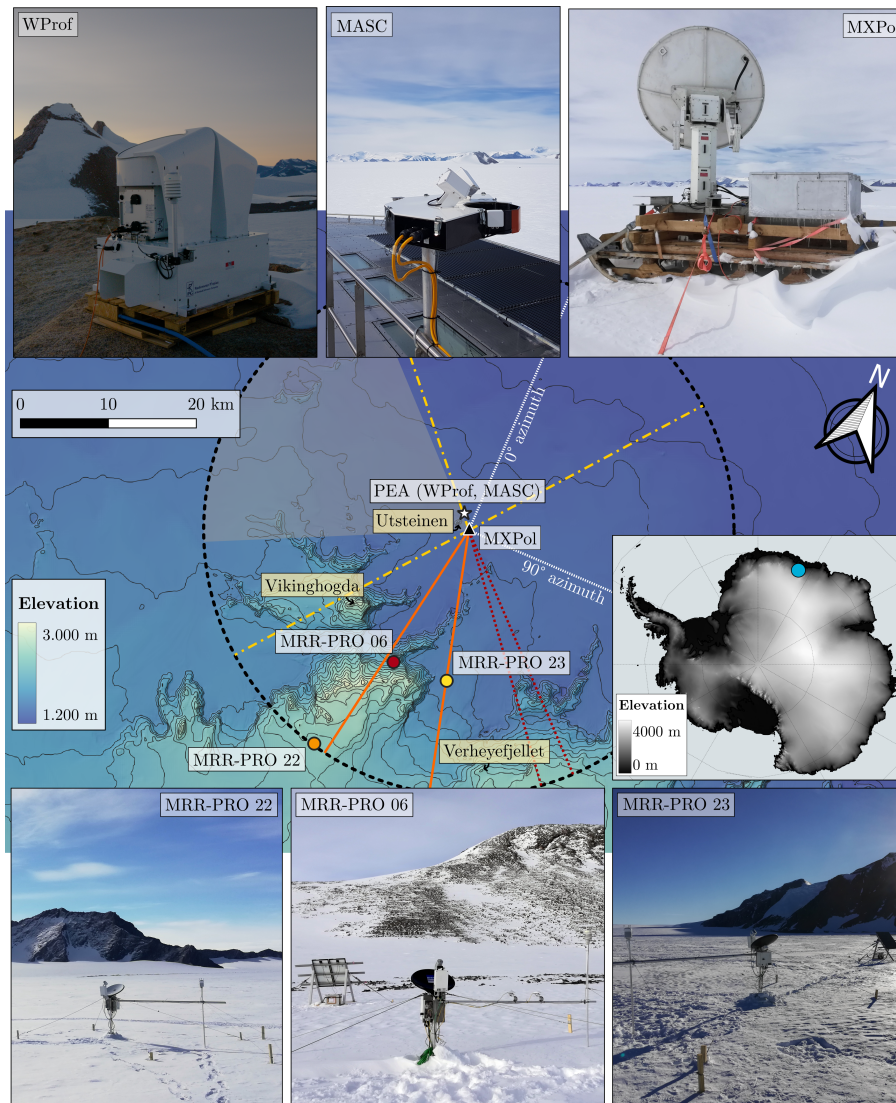 WProf
MASC
MXPol
N
0 10 20 km
0° azimuth
PEA (WProf, MASC)
Utsteinen
MXPol
90° azimuth
Vikinghogda
Elevation
3.000 m
1.200 m
MRR-PRO 06
MRR-PRO 23
MRR-PRO 22
Verheyefjellet
Elevation
4000 m
0 m
MRR-PRO 22
MRR-PRO 06
MRR-PRO 23